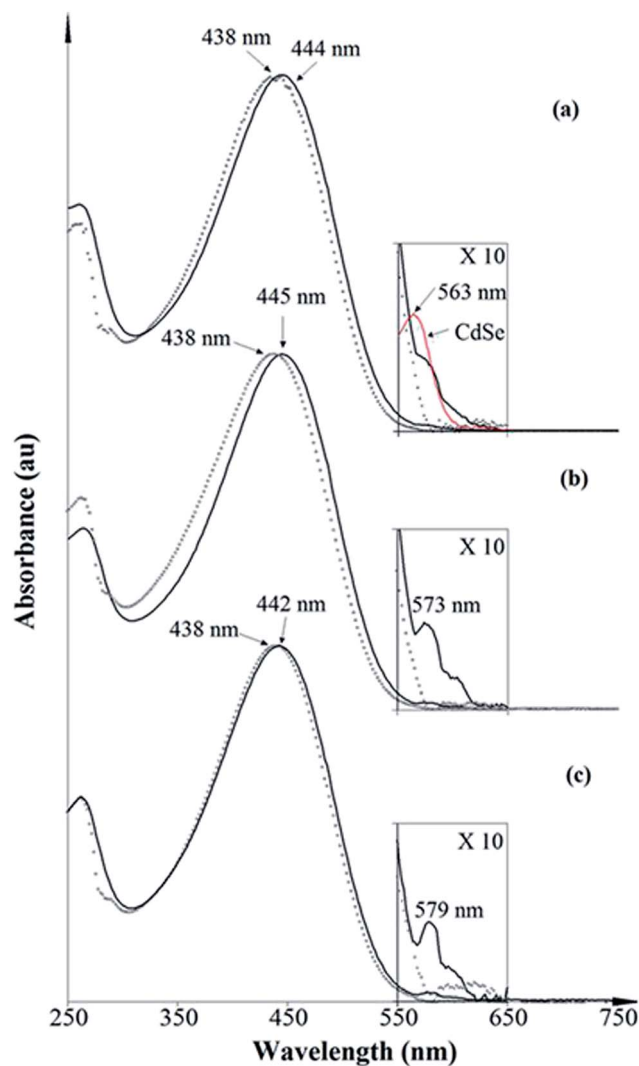 438 nm
444 nm
(a)
X 10
563 nm
CdSe
445 nm
438 nm
(b)
X 10
573 nm
442 nm
438 nm
(c)
X 10
579 nm
Absorbance (au)
250 350 450 550 650 750
Wavelength (nm)